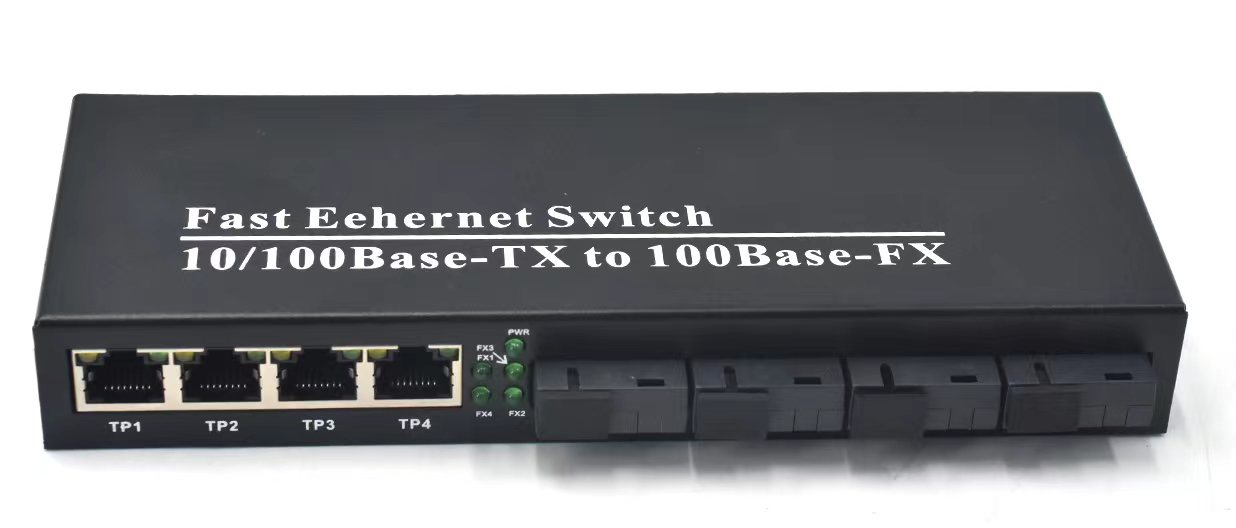 Fast Eehernet Switch
10/100Base-TX to 100Base-FX
PWR
FX3
FX1
FX4 FX2
TP1 TP2 TP3 TP4